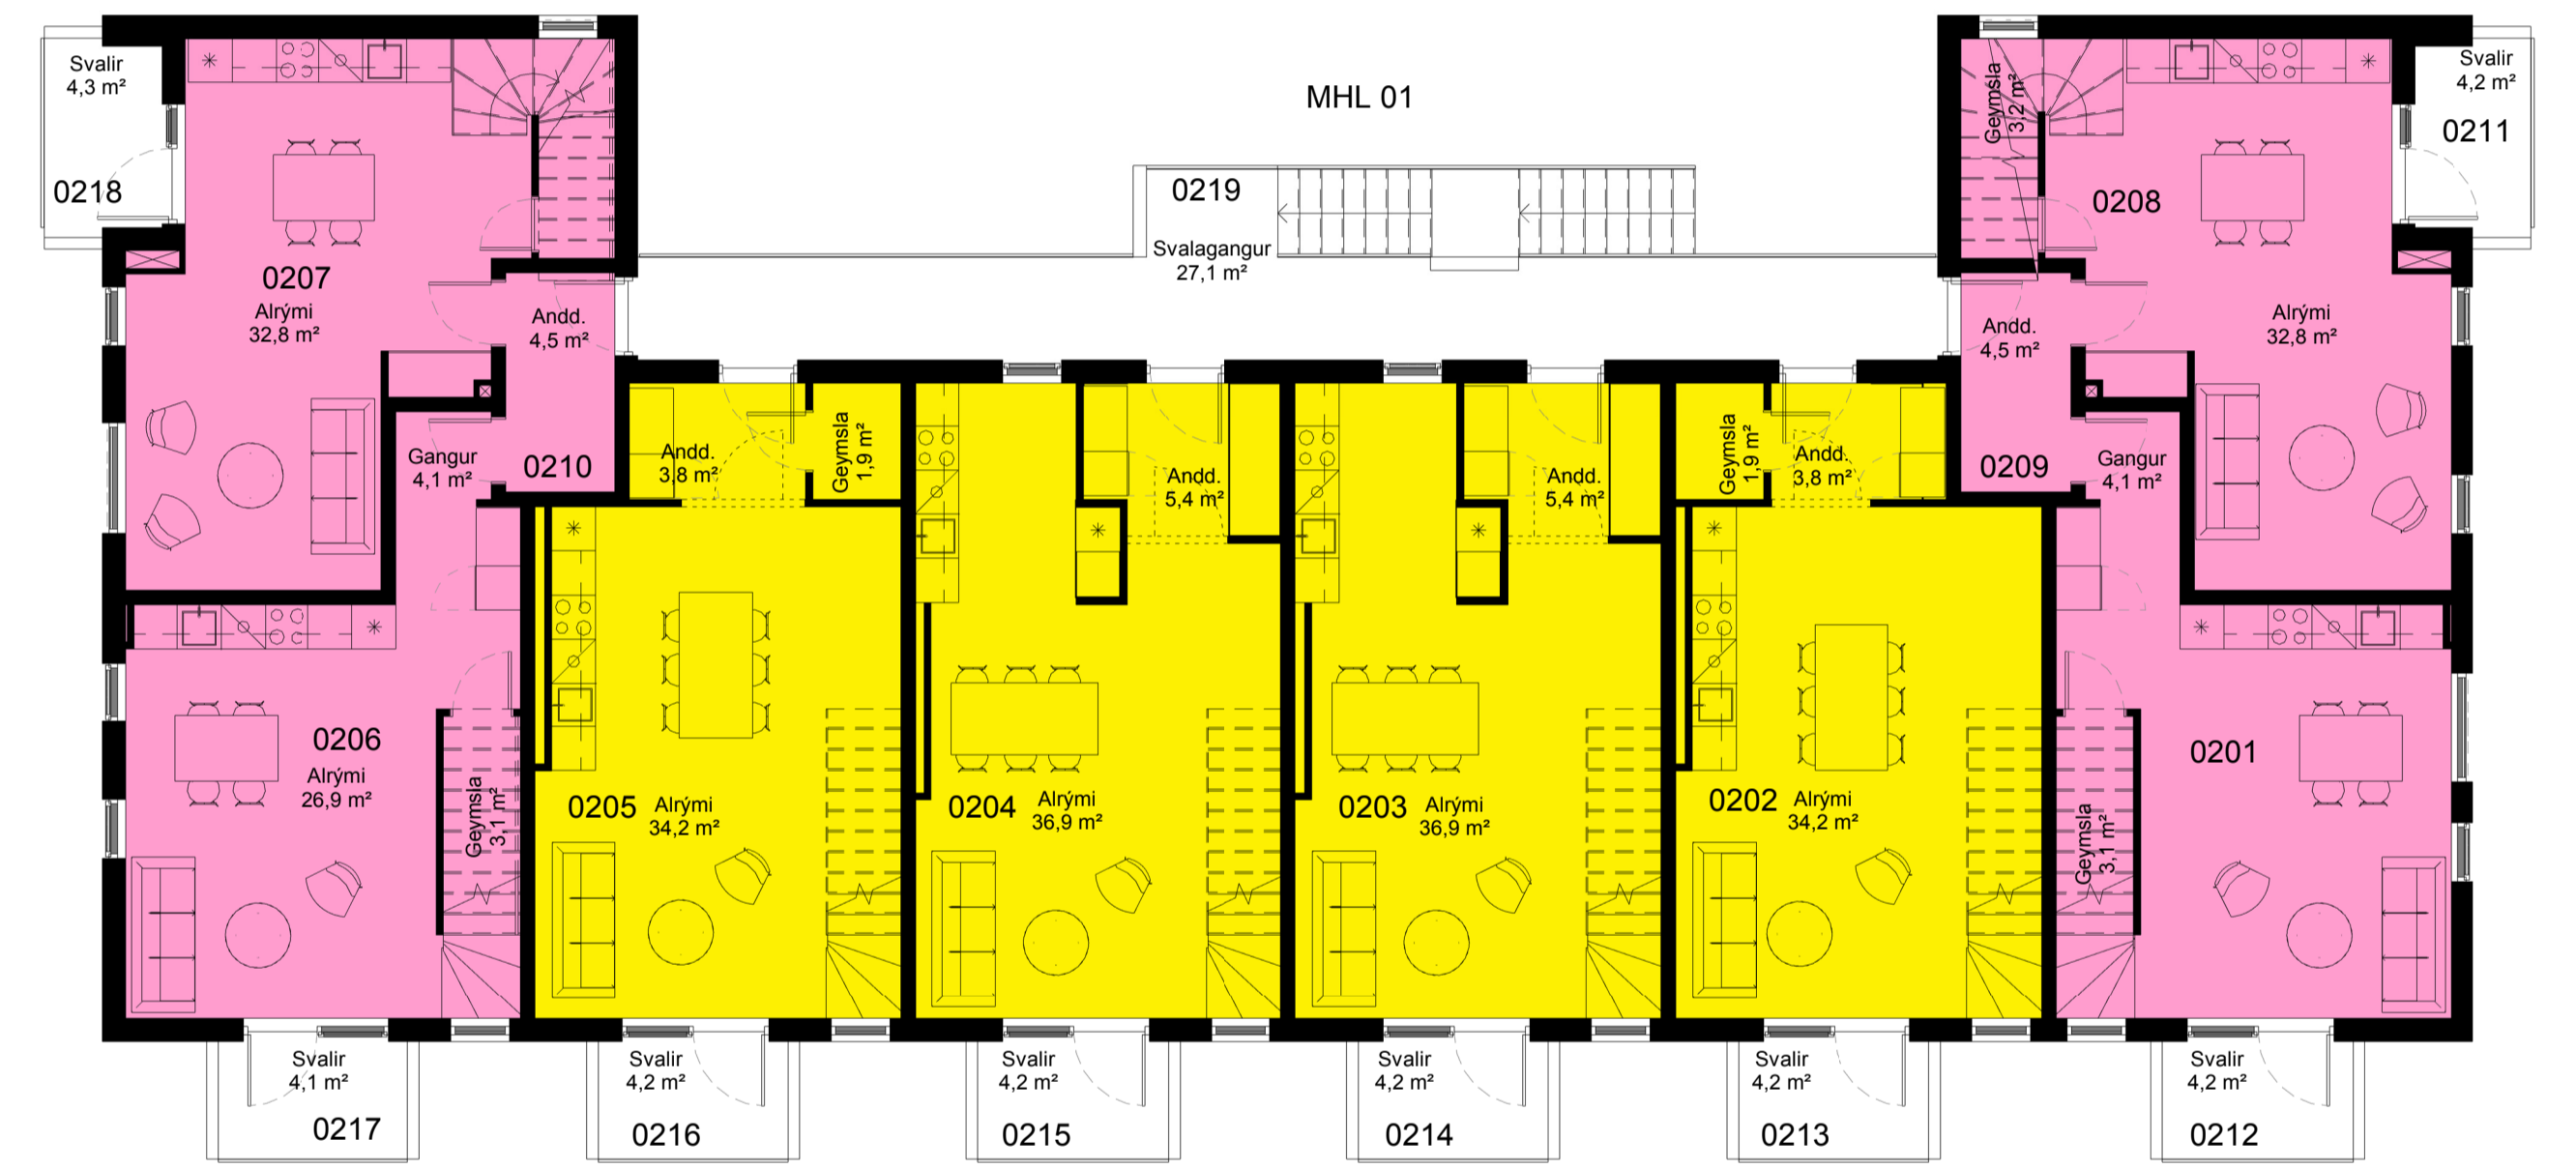 MHL 01
Svalir
4,3 m²
0218
0207
Alrými
32,8 m²
Andd.
4,5 m²
0219
Svalagangur
27,1 m²
Geymsla
3,2 m²
0208
Svalir
4,2 m²
0211
Andd.
4,5 m²
Alrými
32,8 m²
Gangur
4,1 m²
0210
Andd.
3,8 m²
Geymsla
1,9 m²
Andd.
5,4 m²
Andd.
5,4 m²
Geymsla
1,9 m²
Andd.
3,8 m²
0209
Gangur
4,1 m²
0206
Alrými
26,9 m²
Geymsla
3,1 m²
0205
Alrými
34,2 m²
0204
Alrými
36,9 m²
0203
Alrými
36,9 m²
0202
Alrými
34,2 m²
Geymsla
3,1 m²
0201
Svalir
4,1 m²
0217
Svalir
4,2 m²
0216
Svalir
4,2 m²
0215
Svalir
4,2 m²
0214
Svalir
4,2 m²
0213
Svalir
4,2 m²
0212